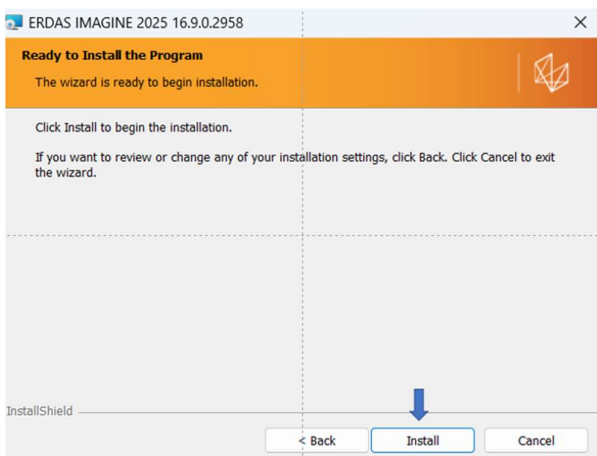 ERDAS IMAGINE 2025 16.9.0.2958
Ready to Install the Program
The wizard is ready to begin installation.
Click Install to begin the installation.
If you want to review or change any of your installation settings, click Back. Click Cancel to exit
the wizard.
InstallShield
< Back Install Cancel